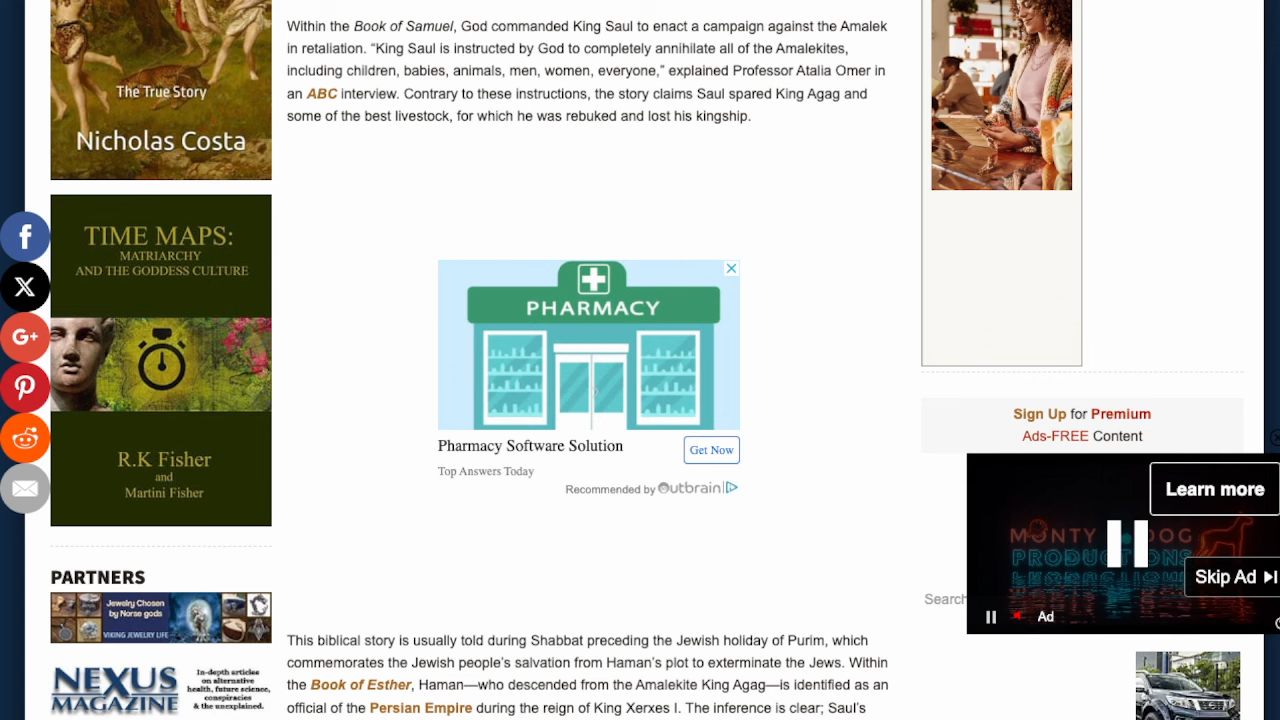 The True Story
Nicholas Costa
TIME MAPS:
MATRIARCHY
AND THE GODDESS CULTURE
R.K Fisher
and
Martini Fisher
PARTNERS
Jewelry Chosen
by Norse gods
VIKING JEWELRY LIFE
NEXUS
MAGAZINE
In-depth articles
on alternative
health, future science,
conspiracies
& the unexplained.
Within the Book of Samuel, God commanded King Saul to enact a campaign against the Amalek
in retaliation. “King Saul is instructed by God to completely annihilate all of the Amalekites,
including children, babies, animals, men, women, everyone,” explained Professor Atalia Omer in
an ABC interview. Contrary to these instructions, the story claims Saul spared King Agag and
some of the best livestock, for which he was rebuked and lost his kingship.
PHARMACY
Pharmacy Software Solution
Get Now
Top Answers Today
Recommended by Outbrain
This biblical story is usually told during Shabbat preceding the Jewish holiday of Purim, which
commemorates the Jewish people’s salvation from Haman’s plot to exterminate the Jews. Within
the Book of Esther, Haman—who descended from the Amalekite King Agag—is identified as an
official of the Persian Empire during the reign of King Xerxes I. The inference is clear; Saul’s
Sign Up for Premium
Ads-FREE Content
Learn more
MONTY DOG
PRODUCTIONS
Skip Ad
Ad
Search